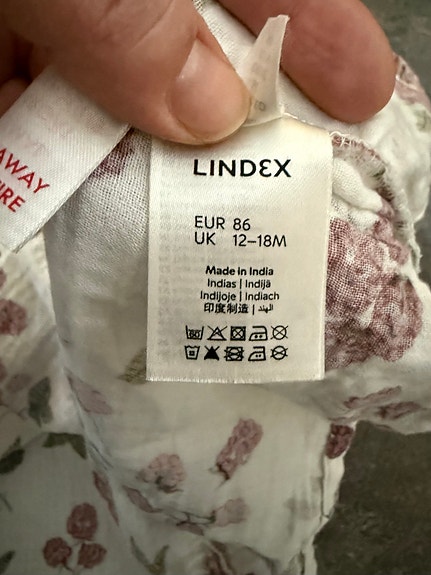 AWAY
RE
LINDEX
EUR 86
UK 12–18M
Made in India
Indias | Indijā
Indijoje | Indiach
印度制造 | الهند